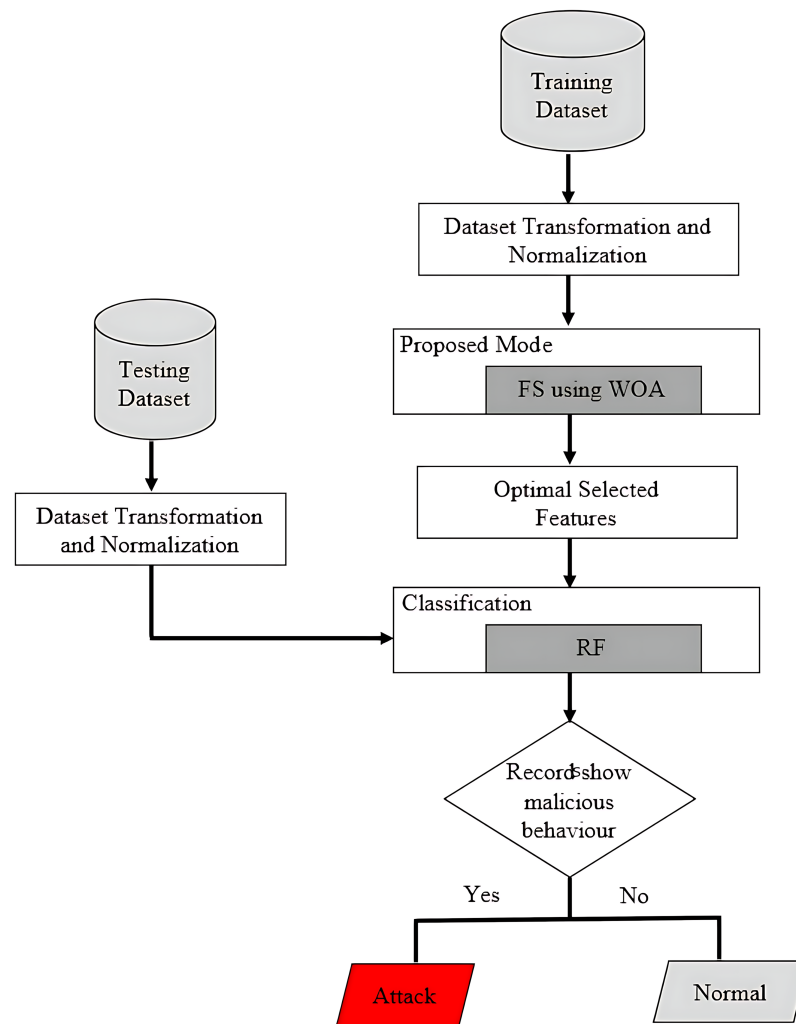 Training
Dataset
Dataset Transformation and
Normalization
Proposed Mode
FS using WOA
Testing
Dataset
Optimal Selected
Features
Dataset Transformation
and Normalization
Classification
RF
Records show
malicious
behaviour
Yes
No
Attack
Normal